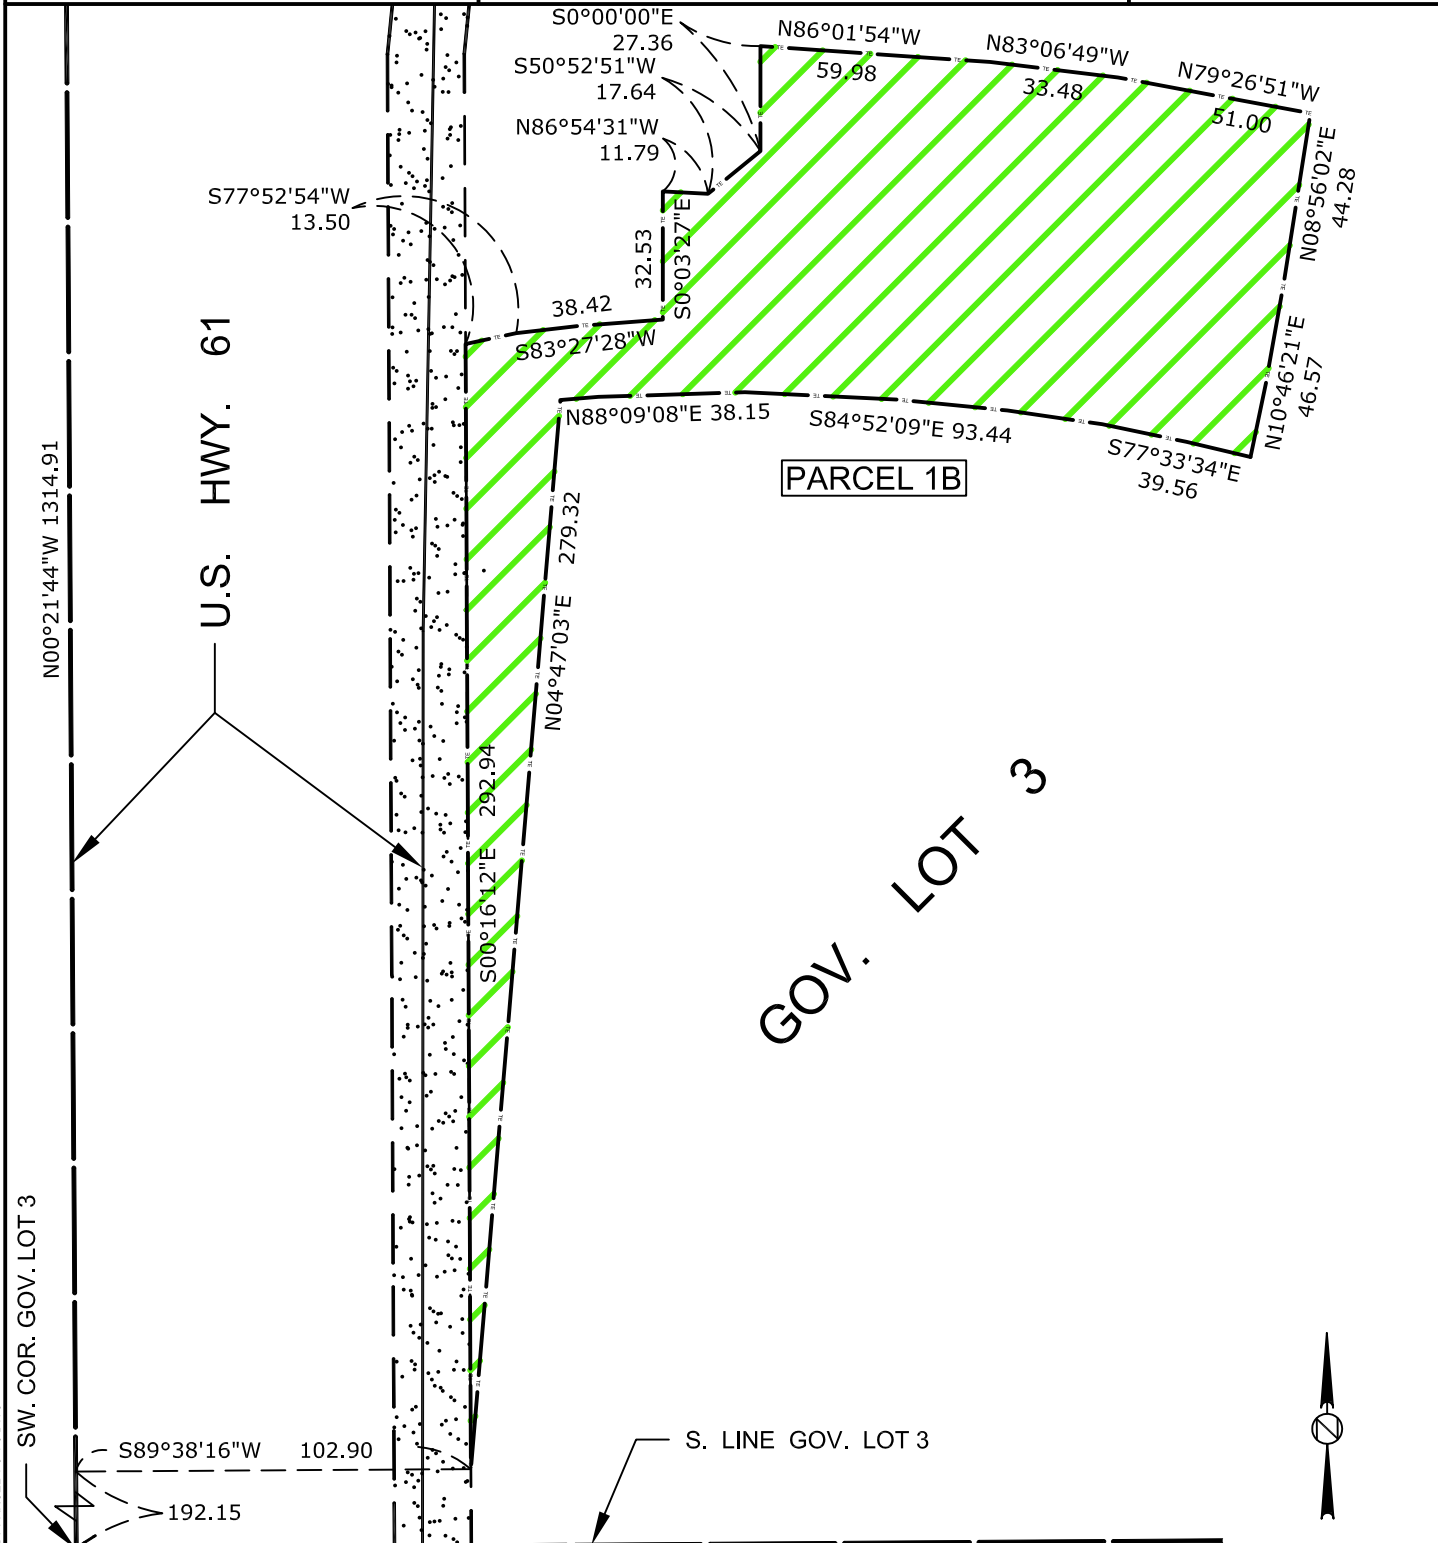 S0°00'00"E
27.36
S50°52'51"W
17.64
N86°54'31"W
11.79
S77°52'54"W
13.50
N86°01'54"W
59.98
N83°06'49"W
33.48
N79°26'51"W
51.00
N08°56'02"E
44.28
N10°46'21"E
46.57
32.53
S0°03'27"E
38.42
S83°27'28"W
N88°09'08"E 38.15
S84°52'09"E 93.44
S77°33'34"E
39.56
PARCEL 1B
U.S. HWY. 61
N00°21'44"W 1314.91
N04°47'03"E 279.32
S00°16'12"E 292.94
GOV. LOT 3
SW. COR. GOV. LOT 3
S89°38'16"W 102.90
192.15
S. LINE GOV. LOT 3